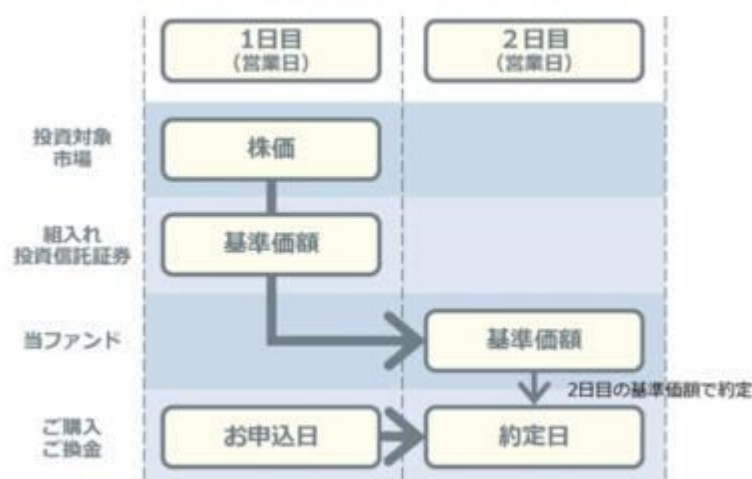 1日目
（営業日）
２日目
（営業日）
投資対象
市場
株価
組入れ
投資信託証券
基準価額
当ファンド
基準価額
2日目の基準価額で約定
ご購入
ご換金
お申込日
約定日